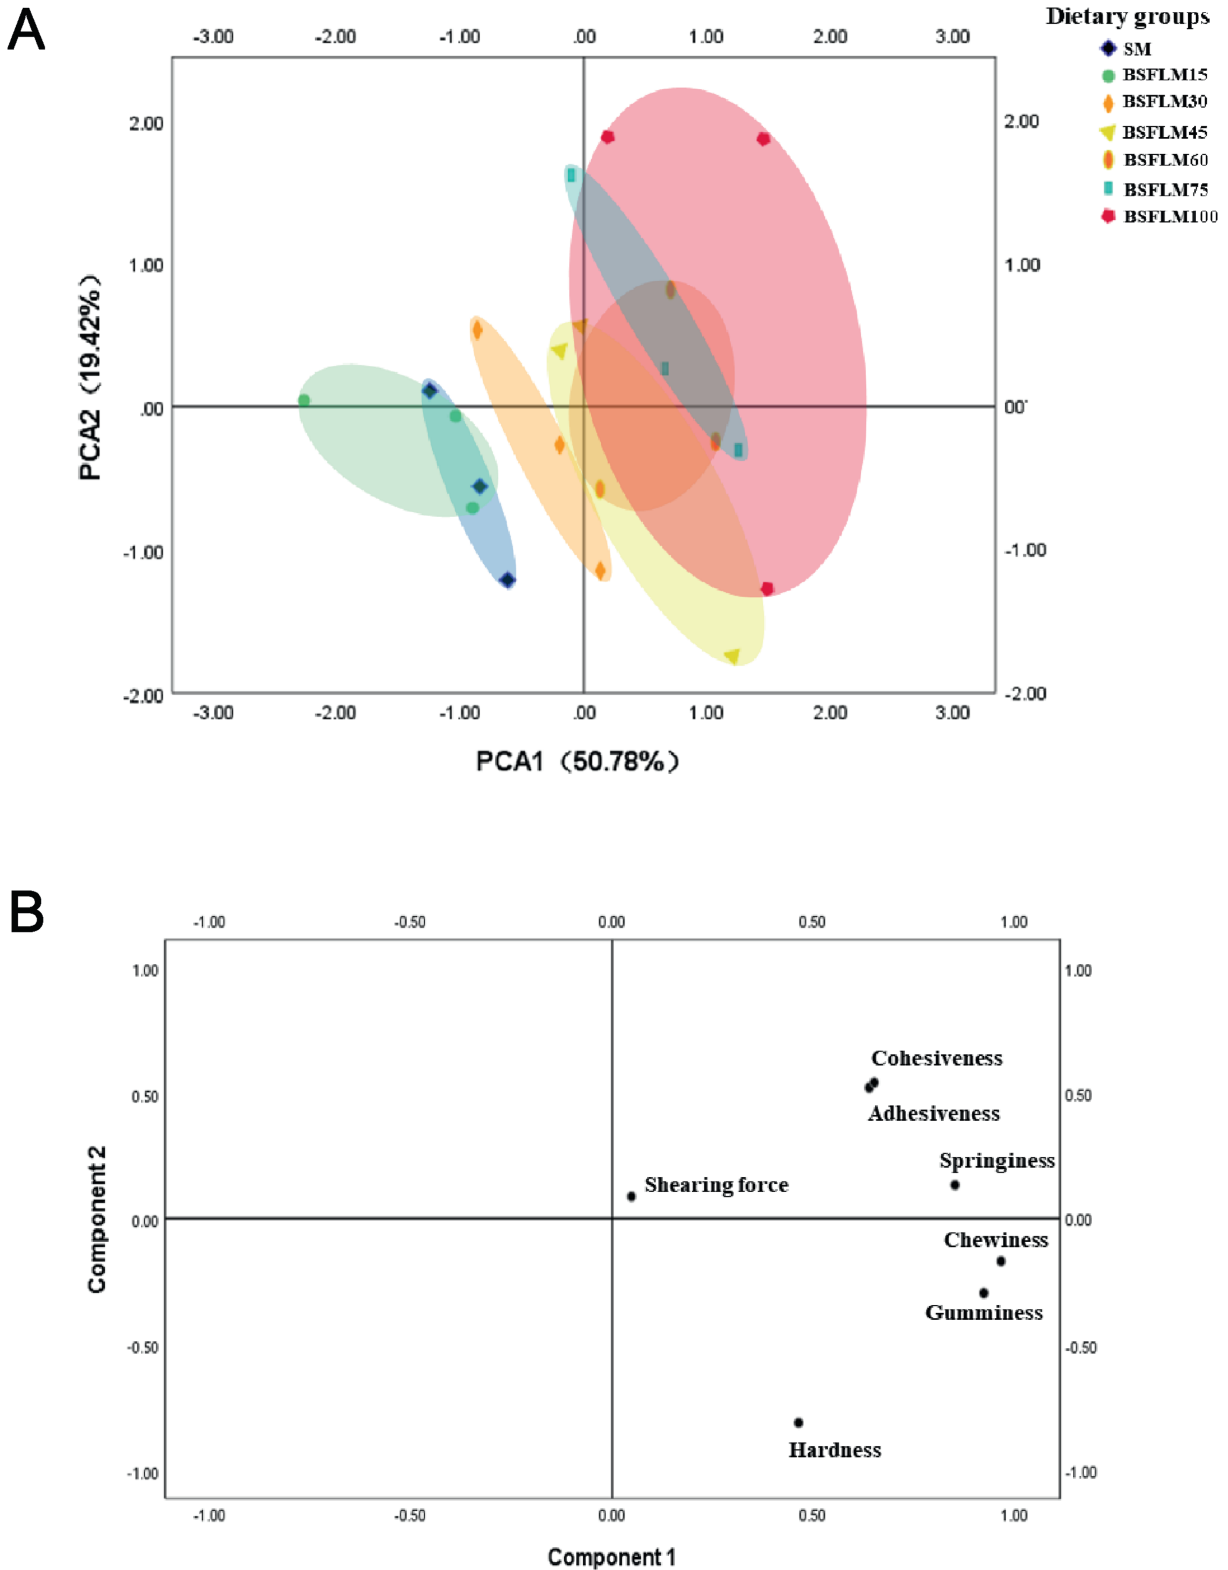 A
Dietary groups
SM
BSFLM15
BSFLM30
BSFLM45
BSFLM60
BSFLM75
BSFLM100
-3.00 -2.00 -1.00 .00 1.00 2.00 3.00
2.00 2.00
1.00 1.00
.00 00
-1.00 -1.00
-2.00 -2.00
PCA2（19.42%）
-3.00 -2.00 -1.00 .00 1.00 2.00 3.00
PCA1（50.78%）
B
-1.00 -0.50 0.00 0.50 1.00
1.00 1.00
Cohesiveness
0.50 0.50
Adhesiveness
Springiness
Shearing force
0.00 0.00
Chewiness
Gumminess
-0.50 -0.50
Hardness
-1.00 -1.00
Component 2
-1.00 -0.50 0.00 0.50 1.00
Component 1